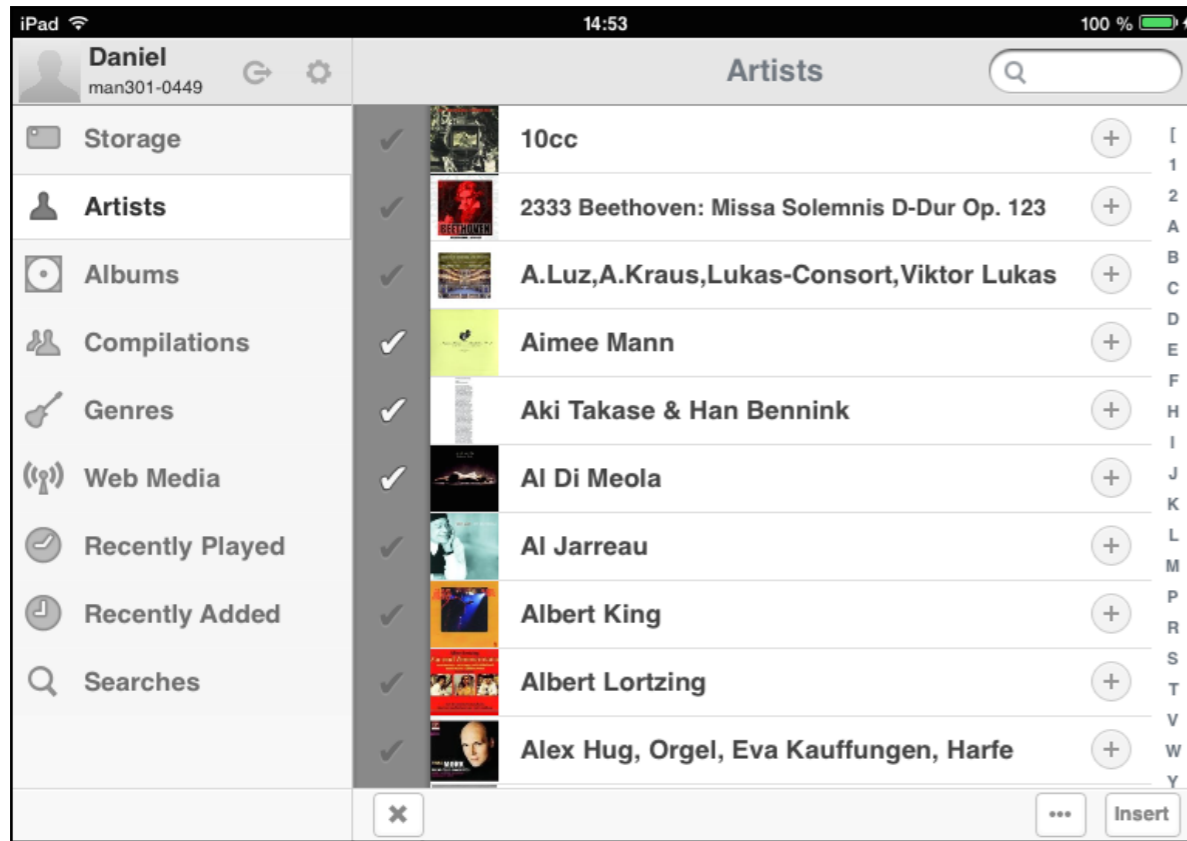 iPad 14:53 100 %
Daniel
man301-0449
Artists
Storage
Artists
Albums
Compilations
Genres
Web Media
Recently Played
Recently Added
Searches
10cc
2333 Beethoven: Missa Solemnis D-Dur Op. 123
BEETHOVEN
A.Luz,A.Kraus,Lukas-Consort,Viktor Lukas
Aimee Mann
Aki Takase & Han Bennink
Al Di Meola
Al Jarreau
Albert King
Albert Lortzing
Alex Hug, Orgel, Eva Kauffungen, Harfe
[
1
2
A
B
C
D
E
F
H
I
J
K
L
M
P
R
S
T
V
W
Y
Insert